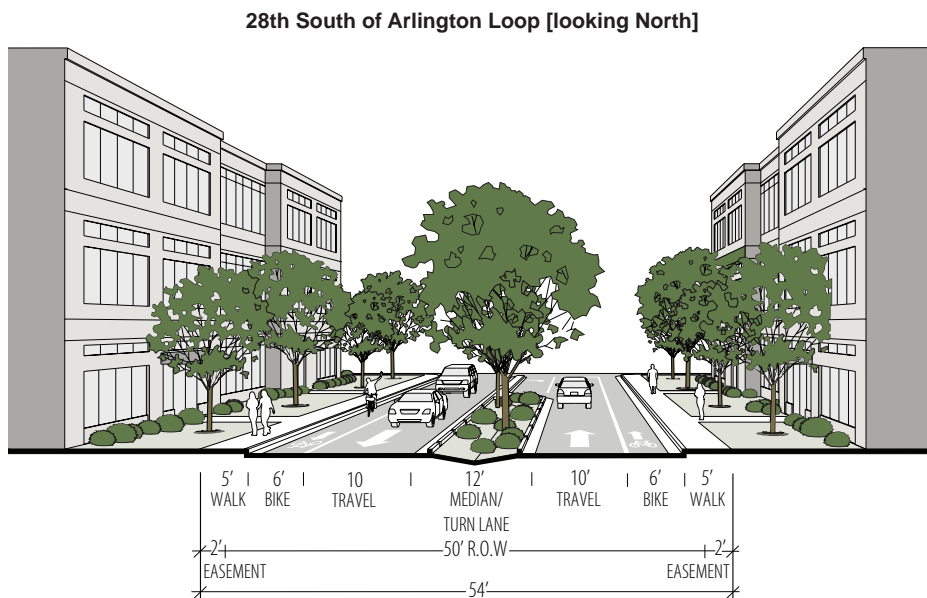 28th South of Arlington Loop [looking North]
5' 6' 10 12' 10' 6' 5'
WALK BIKE TRAVEL MEDIAN/ TRAVEL BIKE WALK
TURN LANE
2' 50' R.O.W 2'
EASEMENT EASEMENT
54'